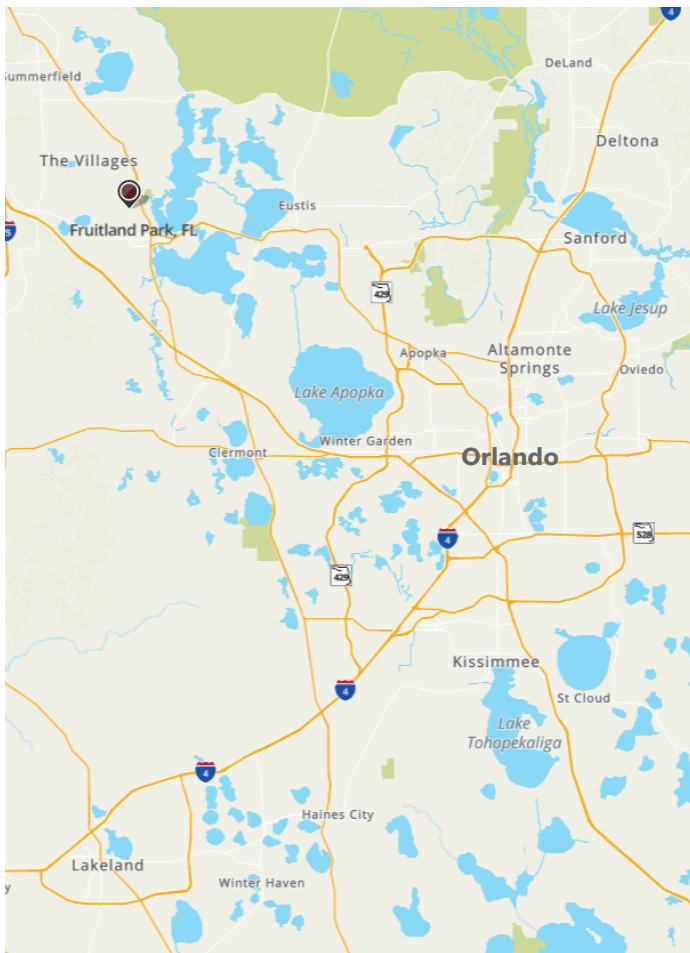 4
DeLand
Summerfield
Deltona
The Villages
Eustis
Fruitland Park, FL
5
Sanford
429
Lake Jesup
Apopka
Altamonte
Springs
Oviedo
Lake Apopka
Winter Garden
Clermont
Orlando
4
528
429
Kissimmee
4
St Cloud
Lake
Tohopekaliga
4
Haines City
Lakeland
Winter Haven
y